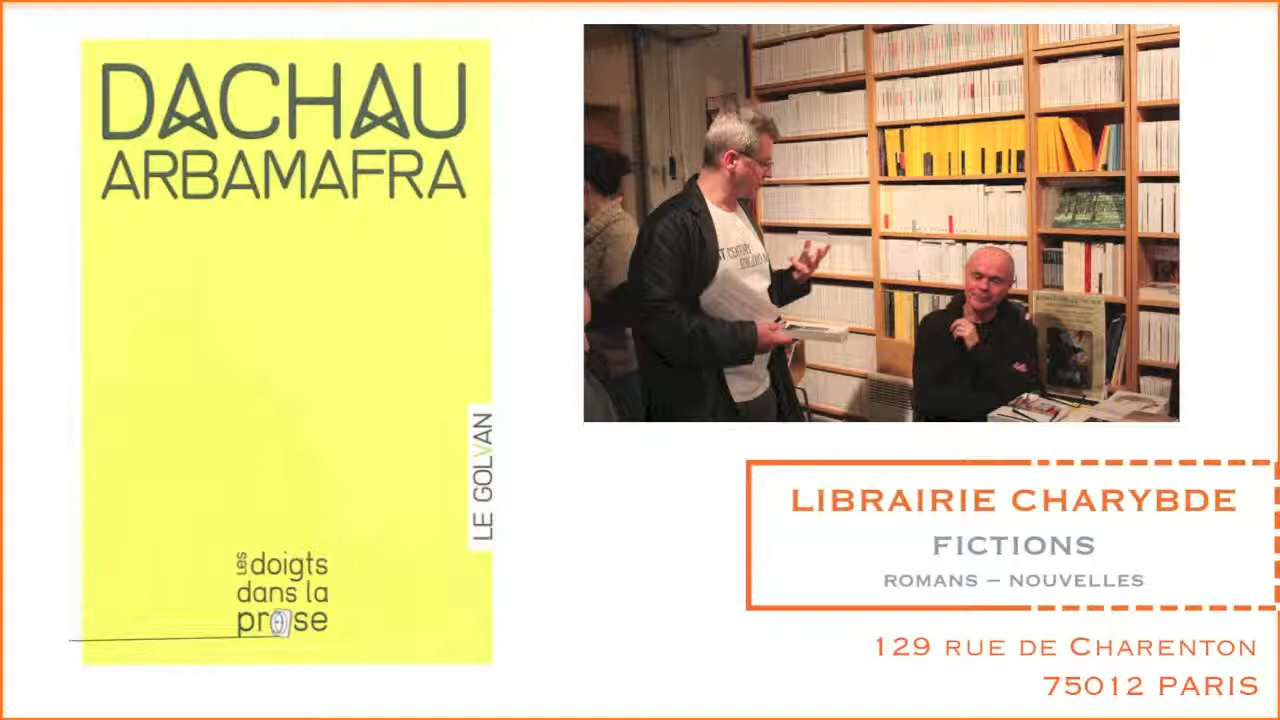 DACHAU
ARBAMAFRA
LE GOLVAN
Les doigts
dans la
prose
CENTURY
LIBRAIRIE CHARYBDE
FICTIONS
ROMANS – NOUVELLES
129 RUE DE CHARENTON
75012 PARIS